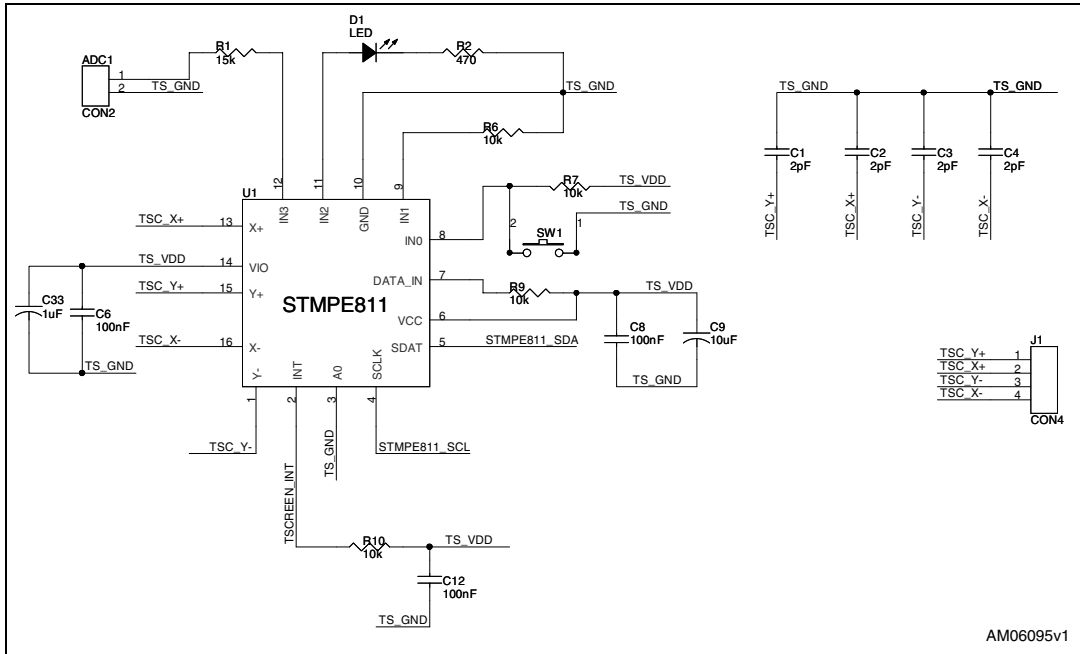 D1
LED
R1
15k
R2
470
ADC1
1
2
TS_GND
CON2
TS_GND
R6
10k
TS_GND
TS_GND
C1
2pF
C2
2pF
C3
2pF
C4
2pF
TSC_Y+
TSC_X+
TSC_Y-
TSC_X-
U1
12
11
10
9
IN3
IN2
GND
IN1
R7
10k
TS_VDD
TS_GND
2
1
SW1
TSC_X+
13
X+
IN0
8
TS_VDD
14
VIO
DATA_IN
7
R9
10k
TS_VDD
TSC_Y+
15
Y+
STMPE811
VCC
6
C33
1uF
C6
100nF
C8
100nF
C9
10uF
TSC_X-
16
X-
SDAT
5
STMPE811_SDA
TS_GND
TS_GND
Y-
INT
A0
SCLK
1
2
3
4
J1
TSC_Y+
1
TSC_X+
2
TSC_Y-
3
TSC_X-
4
CON4
TSC_Y-
TSCREEN_INT
TS_GND
STMPE811_SCL
R10
10k
TS_VDD
C12
100nF
TS_GND
AM06095v1